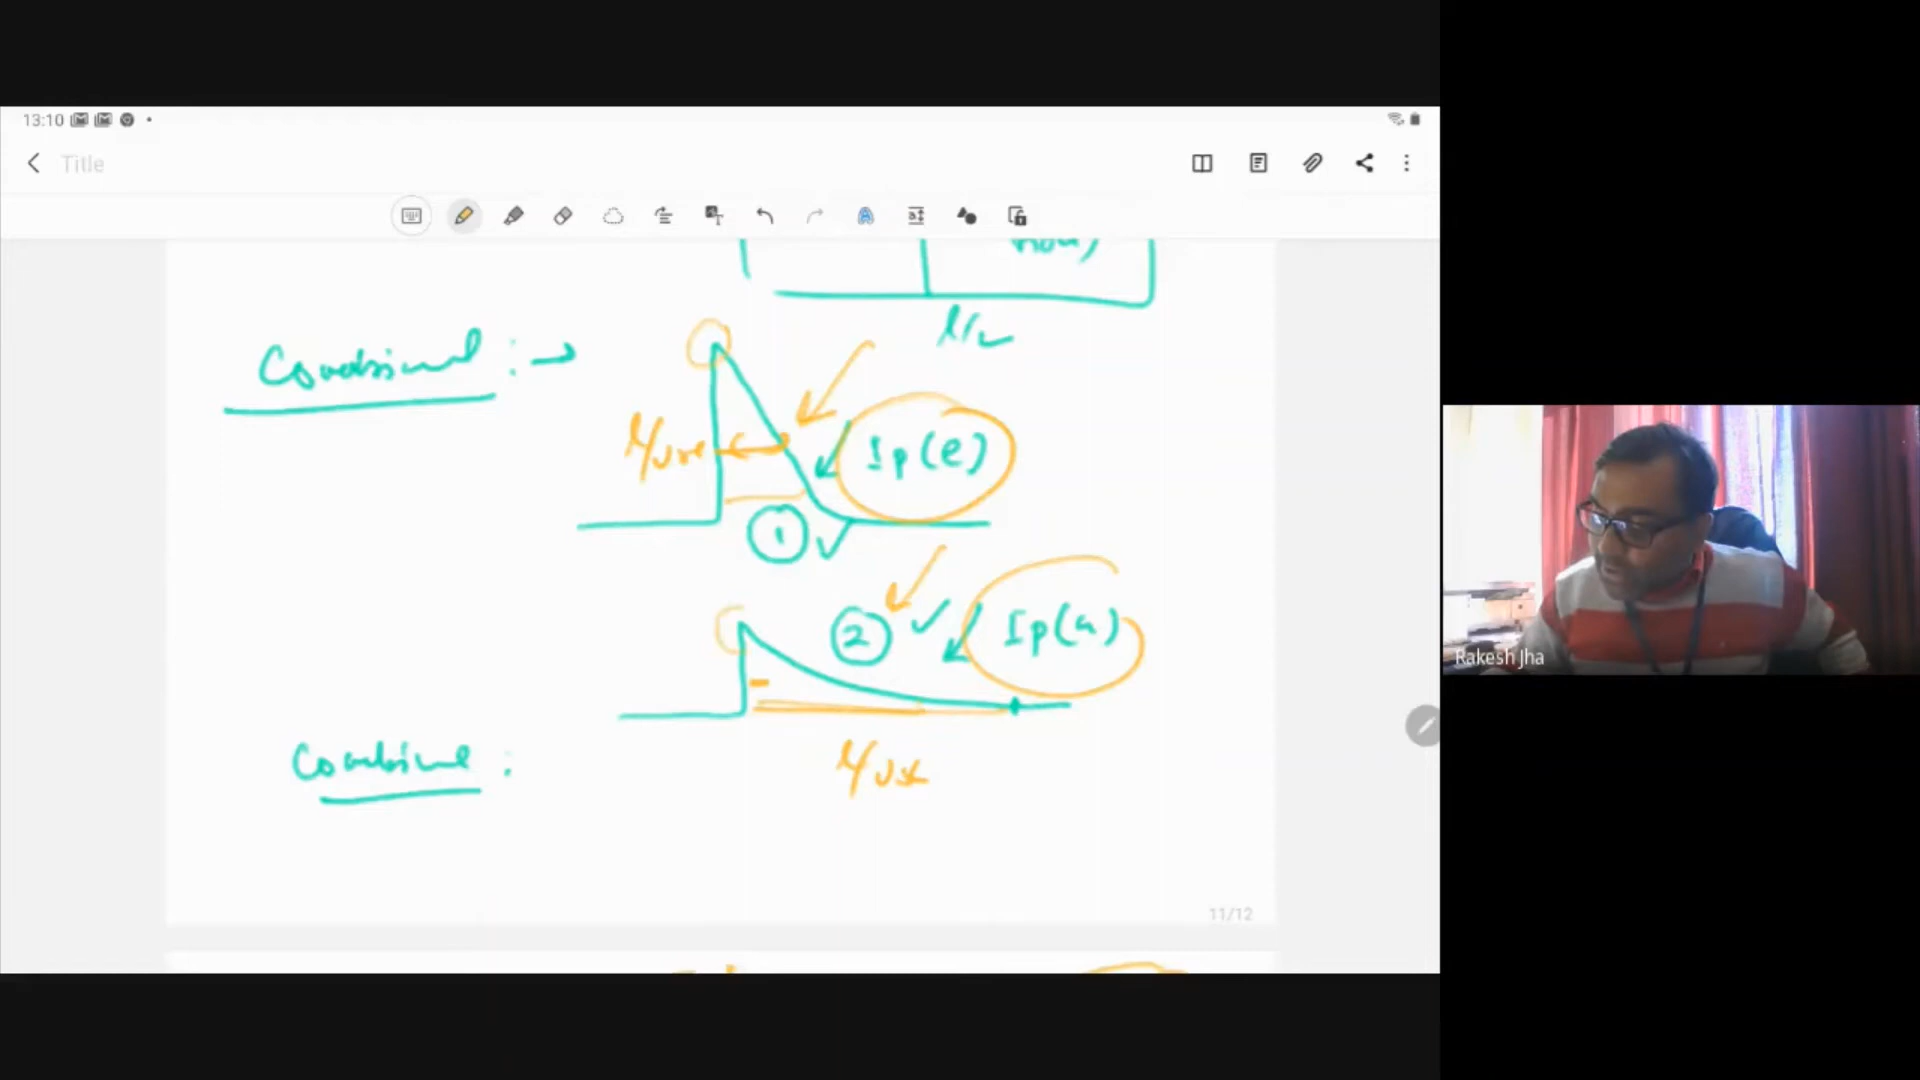 13:10
Title
Combined : →
Ip(e)
①
② Ip(a)
Combine :
11/12
Rakesh Jha